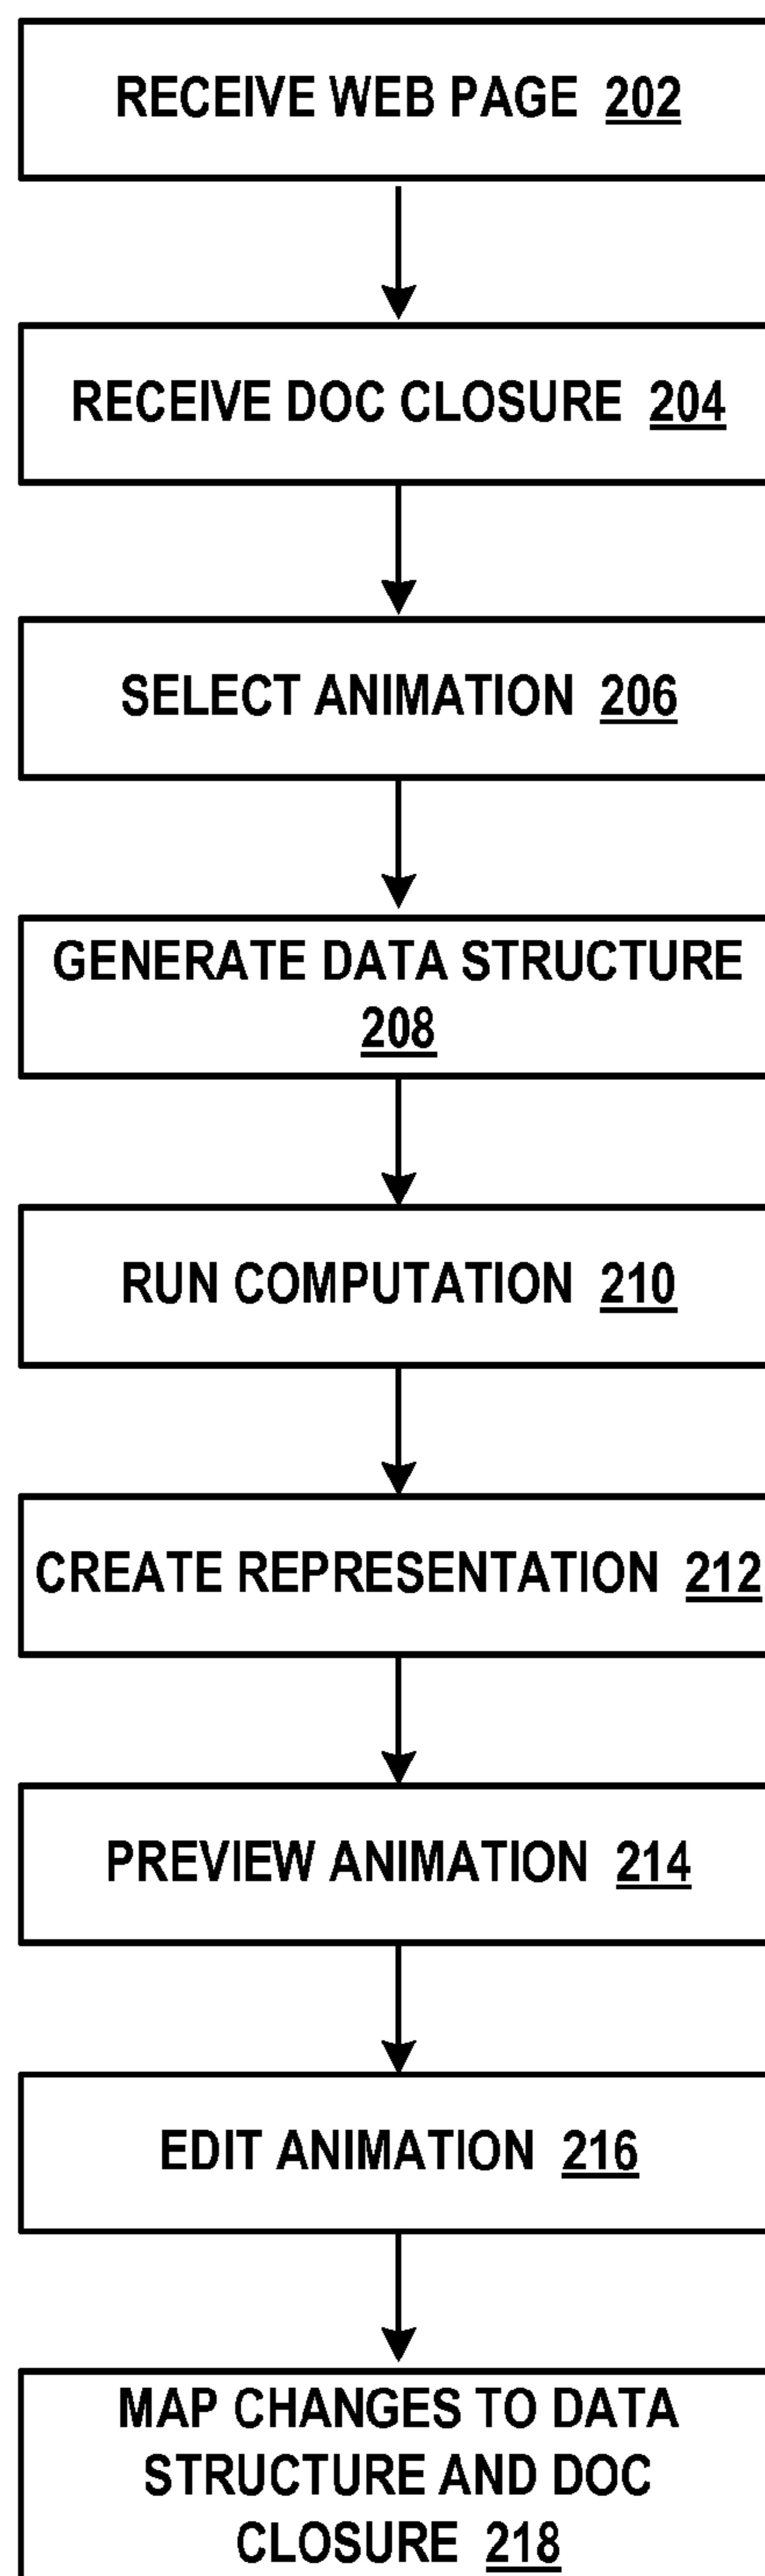 RECEIVE WEB PAGE 202
RECEIVE DOC CLOSURE 204
SELECT ANIMATION 206
GENERATE DATA STRUCTURE
208
RUN COMPUTATION 210
CREATE REPRESENTATION 212
PREVIEW ANIMATION 214
EDIT ANIMATION 216
MAP CHANGES TO DATA
STRUCTURE AND DOC
CLOSURE 218